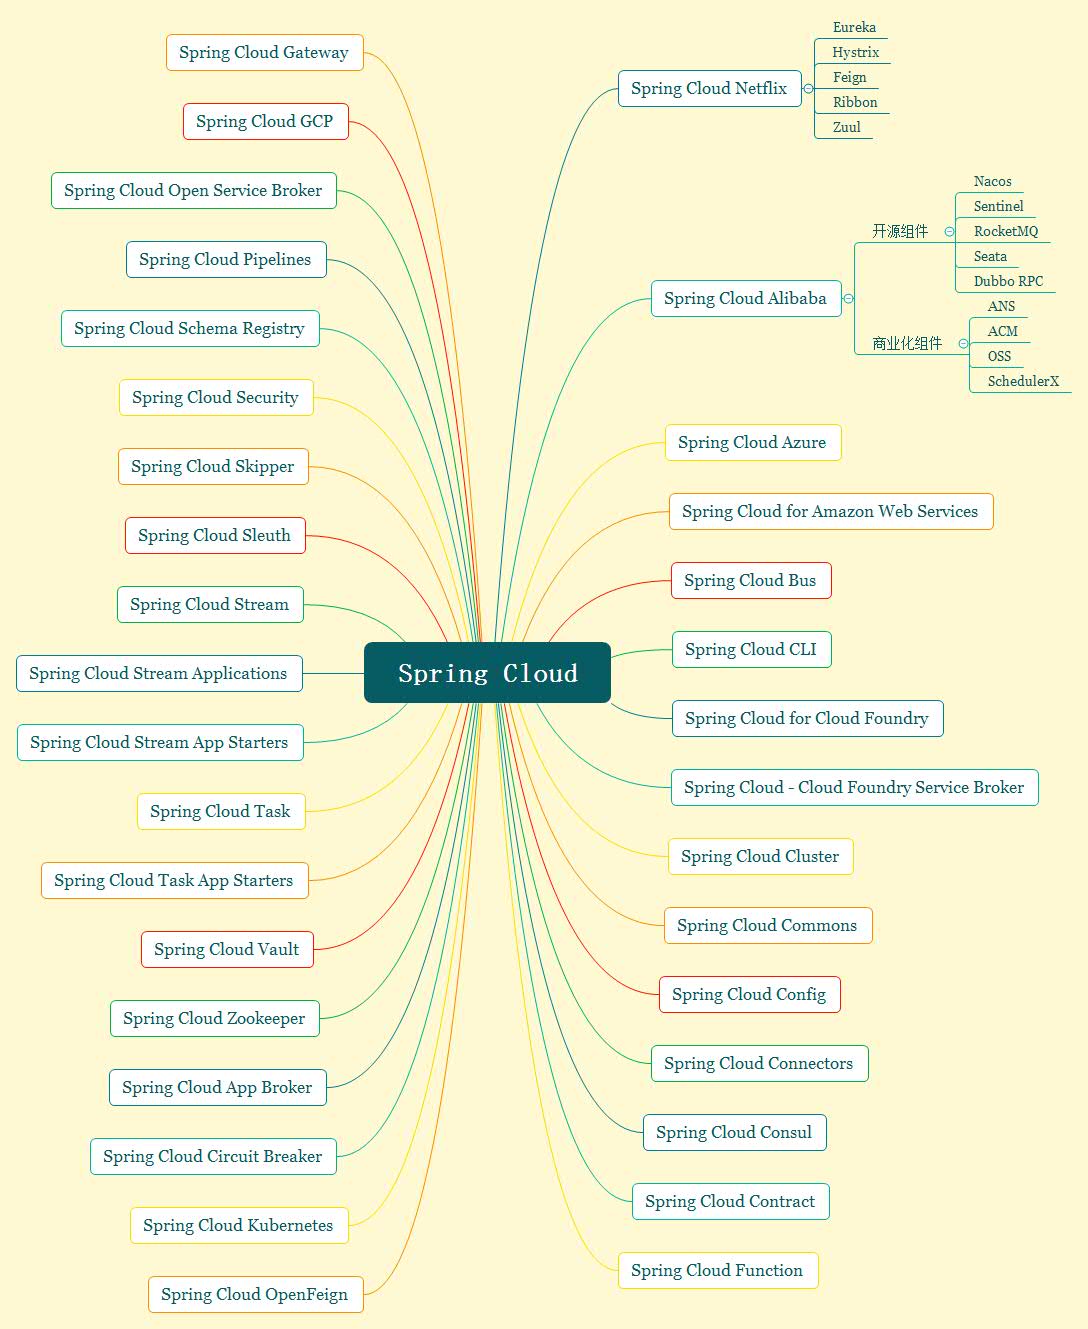 Spring Cloud
Spring Cloud Netflix
Eureka
Hystrix
Feign
Ribbon
Zuul
Spring Cloud Alibaba
开源组件
Nacos
Sentinel
RocketMQ
Seata
Dubbo RPC
商业化组件
ANS
ACM
OSS
SchedulerX
Spring Cloud Azure
Spring Cloud for Amazon Web Services
Spring Cloud Bus
Spring Cloud CLI
Spring Cloud for Cloud Foundry
Spring Cloud - Cloud Foundry Service Broker
Spring Cloud Cluster
Spring Cloud Commons
Spring Cloud Config
Spring Cloud Connectors
Spring Cloud Consul
Spring Cloud Contract
Spring Cloud Function
Spring Cloud Gateway
Spring Cloud GCP
Spring Cloud Open Service Broker
Spring Cloud Pipelines
Spring Cloud Schema Registry
Spring Cloud Security
Spring Cloud Skipper
Spring Cloud Sleuth
Spring Cloud Stream
Spring Cloud Stream Applications
Spring Cloud Stream App Starters
Spring Cloud Task
Spring Cloud Task App Starters
Spring Cloud Vault
Spring Cloud Zookeeper
Spring Cloud App Broker
Spring Cloud Circuit Breaker
Spring Cloud Kubernetes
Spring Cloud OpenFeign